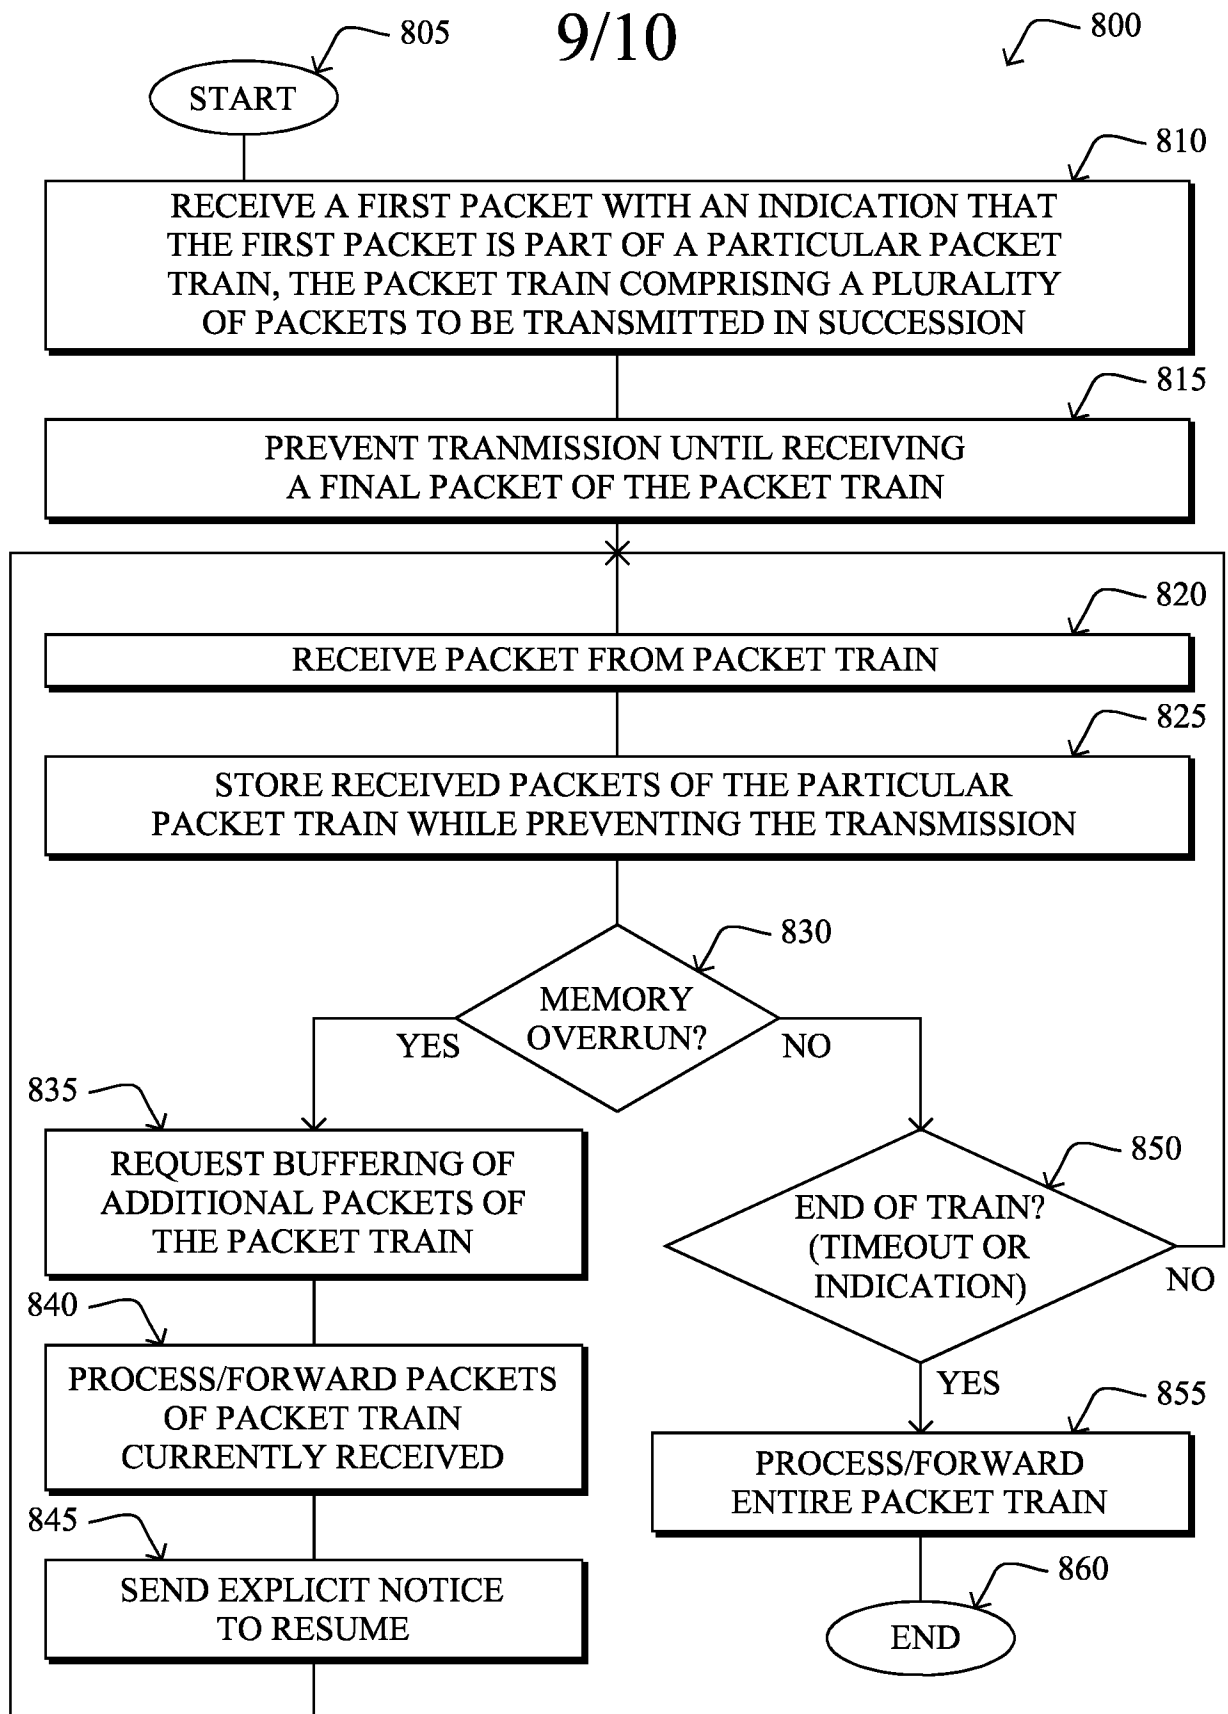 9/10
800
805
START
810
RECEIVE A FIRST PACKET WITH AN INDICATION THAT
THE FIRST PACKET IS PART OF A PARTICULAR PACKET
TRAIN, THE PACKET TRAIN COMPRISING A PLURALITY
OF PACKETS TO BE TRANSMITTED IN SUCCESSION
815
PREVENT TRANMISSION UNTIL RECEIVING
A FINAL PACKET OF THE PACKET TRAIN
820
RECEIVE PACKET FROM PACKET TRAIN
825
STORE RECEIVED PACKETS OF THE PARTICULAR
PACKET TRAIN WHILE PREVENTING THE TRANSMISSION
830
MEMORY
OVERRUN?
YES
NO
835
REQUEST BUFFERING OF
ADDITIONAL PACKETS OF
THE PACKET TRAIN
840
PROCESS/FORWARD PACKETS
OF PACKET TRAIN
CURRENTLY RECEIVED
845
SEND EXPLICIT NOTICE
TO RESUME
850
END OF TRAIN?
(TIMEOUT OR
INDICATION)
NO
YES
855
PROCESS/FORWARD
ENTIRE PACKET TRAIN
860
END